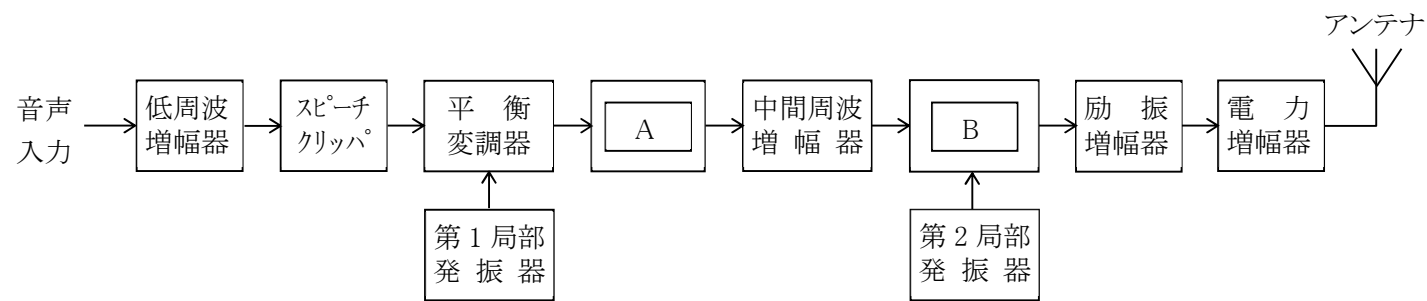 アンテナ
音声
入力
低周波
増幅器
スピーチ
クリッパ
平衡
変調器
A
中間周波
増幅器
B
励振
増幅器
電力
増幅器
第1局部
発振器
第2局部
発振器